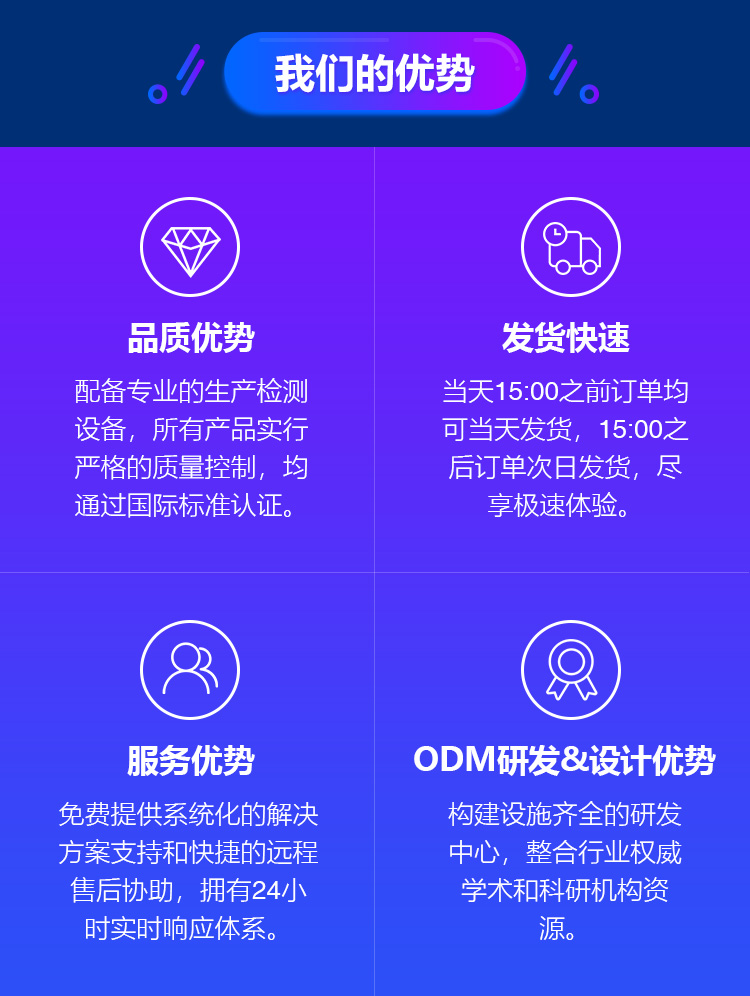 我们的优势
品质优势
配备专业的生产检测
设备，所有产品实行
严格的质量控制，均
通过国际标准认证。
发货快速
当天15:00之前订单均
可当天发货，15:00之
后订单次日发货，尽
享极速体验。
服务优势
免费提供系统化的解决
方案支持和快捷的远程
售后协助，拥有24小
时实时响应体系。
ODM研发&设计优势
构建设施齐全的研发
中心，整合行业权威
学术和科研机构资
源。